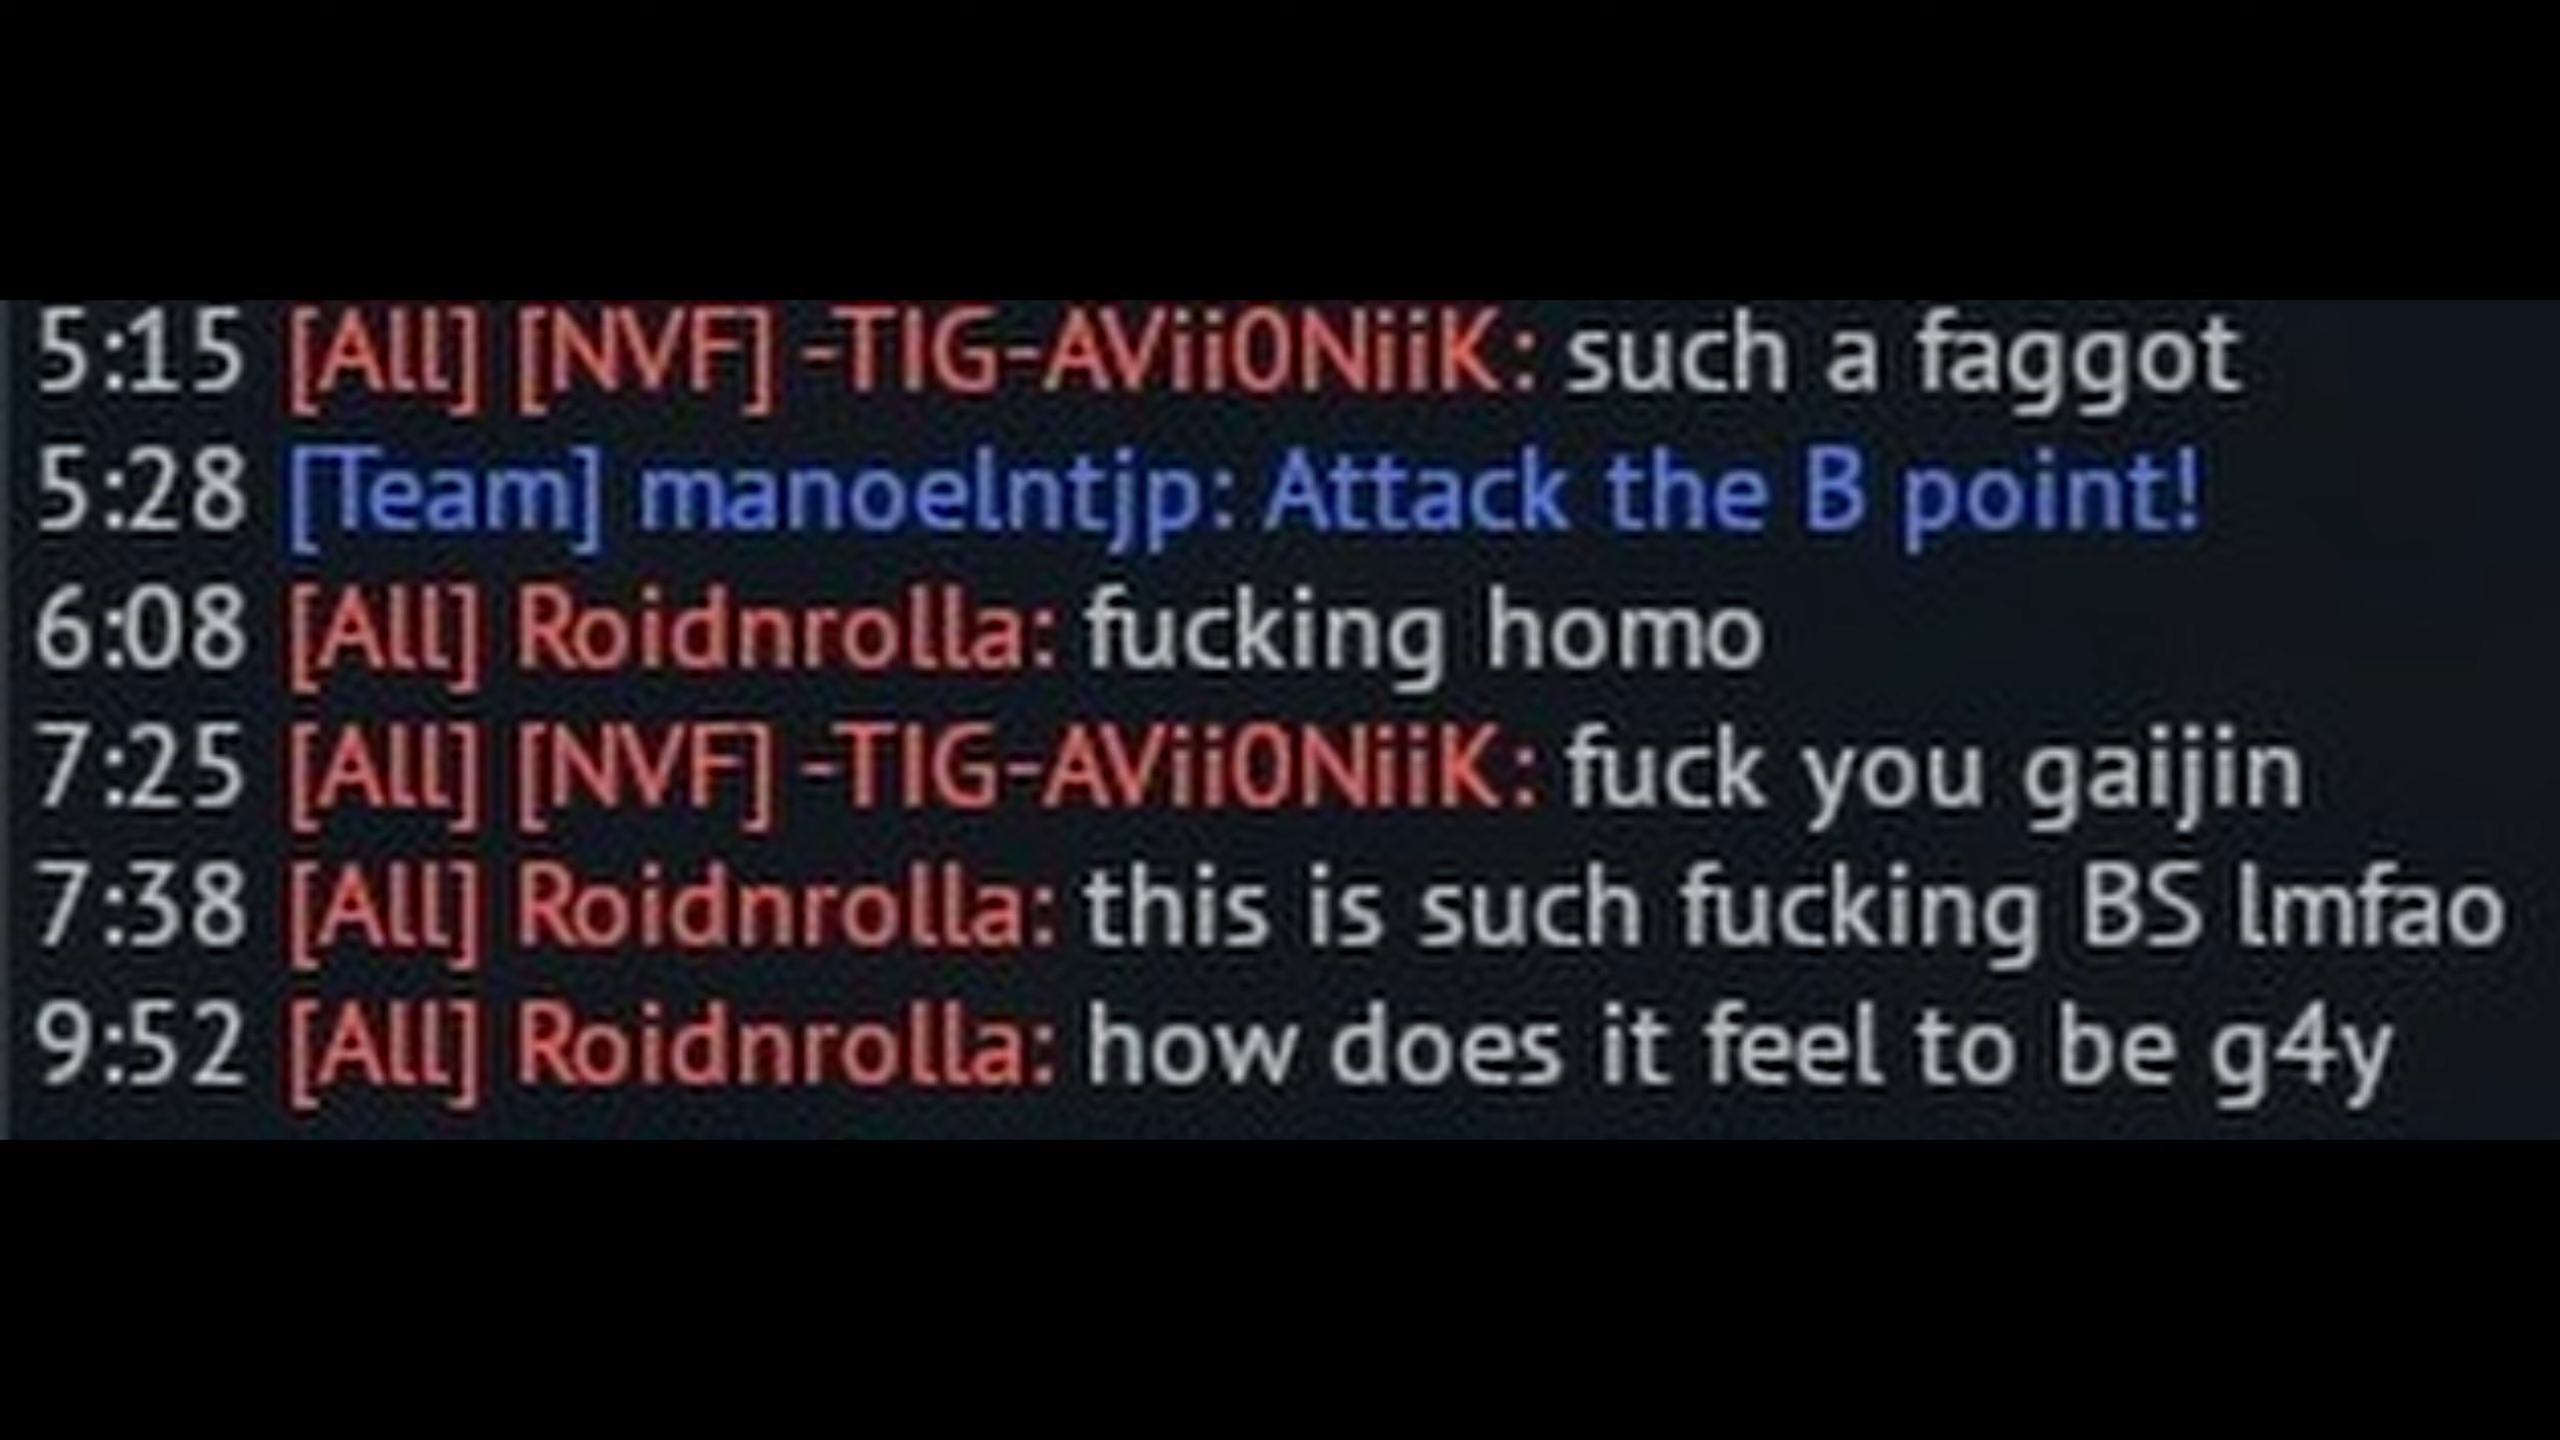 5:15 [All] [NVF] -TIG-AVii0NiiK: such a faggot
5:28 [Team] manoelntjp: Attack the B point!
6:08 [All] Roidnrolla: fucking homo
7:25 [All] [NVF] -TIG-AVii0NiiK: fuck you gaijin
7:38 [All] Roidnrolla: this is such fucking BS lmfao
9:52 [All] Roidnrolla: how does it feel to be g4y